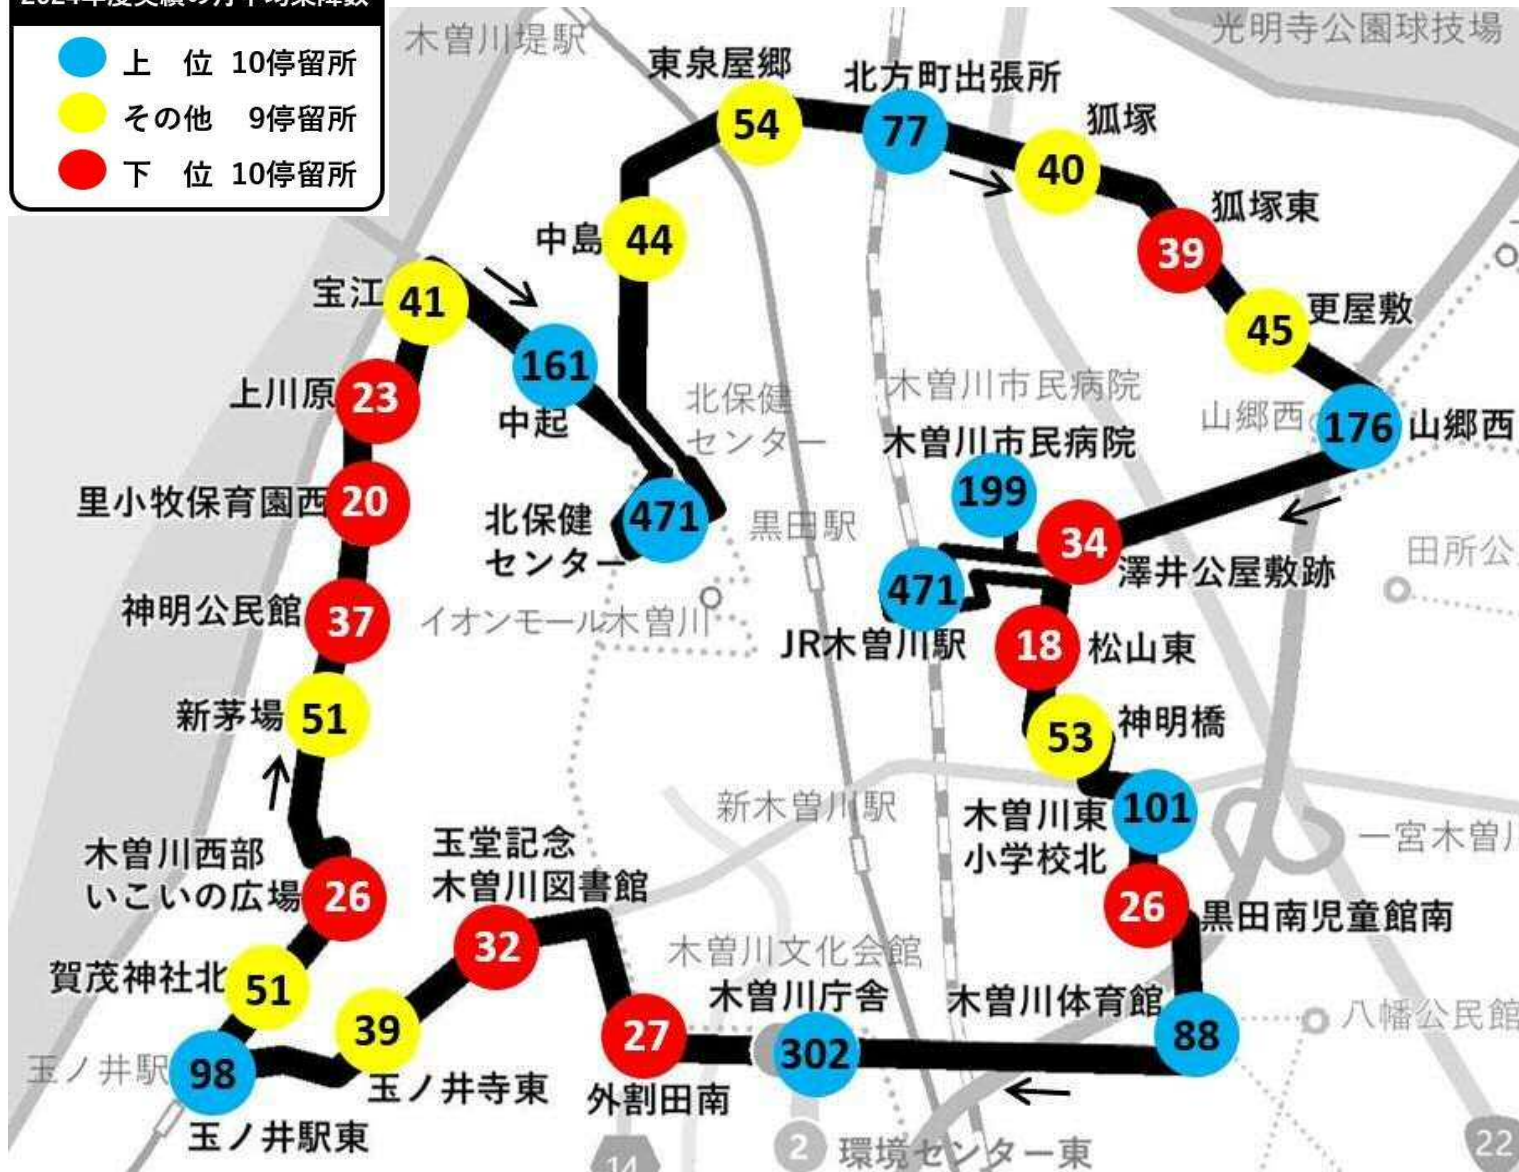 2024年度実績の月平均乗降数
上　位 10停留所
その他 9停留所
下　位 10停留所
木曽川堤駅
光明寺公園球技場
東泉屋郷
54
北方町出張所
77
狐塚
40
狐塚東
39
中島
44
更屋敷
45
宝江
41
161
中起
上川原
23
北保健
センター
木曽川市民病院
木曽川市民病院
199
山郷西
176
山郷西
里小牧保育園西
20
北保健
センター
471
黒田駅
34
澤井公屋敷跡
田所公
神明公民館
37
イオンモール木曽川
471
JR木曽川駅
18
松山東
新茅場
51
53
神明橋
新木曽川駅
木曽川東
小学校北
101
一宮木曽川
木曽川西部
いこいの広場
26
玉堂記念
木曽川図書館
32
26
黒田南児童館南
賀茂神社北
51
39
玉ノ井寺東
木曽川文化会館
木曽川庁舎
302
木曽川体育館
88
八幡公民館
27
外割田南
玉ノ井駅
98
玉ノ井駅東
14
2
環境センター東
22